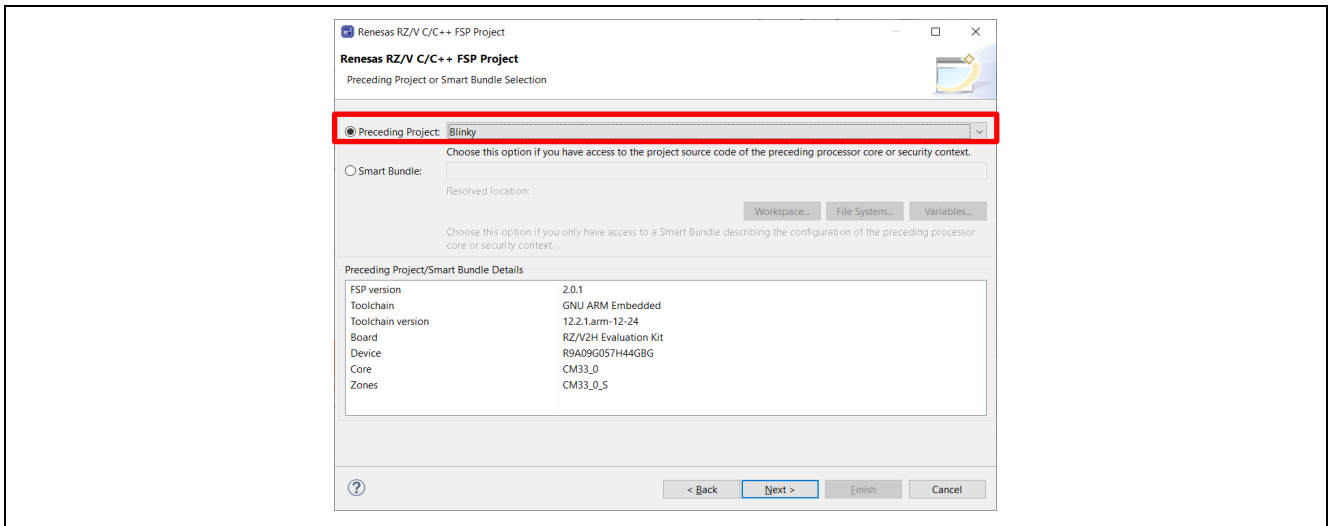 Renesas RZ/V C/C++ FSP Project
Renesas RZ/V C/C++ FSP Project
Preceding Project or Smart Bundle Selection
Preceding Project: Blinky
Choose this option if you have access to the project source code of the preceding processor core or security context.
Smart Bundle:
Resolved location:
Workspace... File System... Variables...
Choose this option if you only have access to a Smart Bundle describing the configuration of the preceding processor
core or security context.
Preceding Project/Smart Bundle Details
FSP version 2.0.1
Toolchain GNU ARM Embedded
Toolchain version 12.2.1.arm-12-24
Board RZ/V2H Evaluation Kit
Device R9A09G057H44GBG
Core CM33_0
Zones CM33_0_S
? < Back Next > Finish Cancel